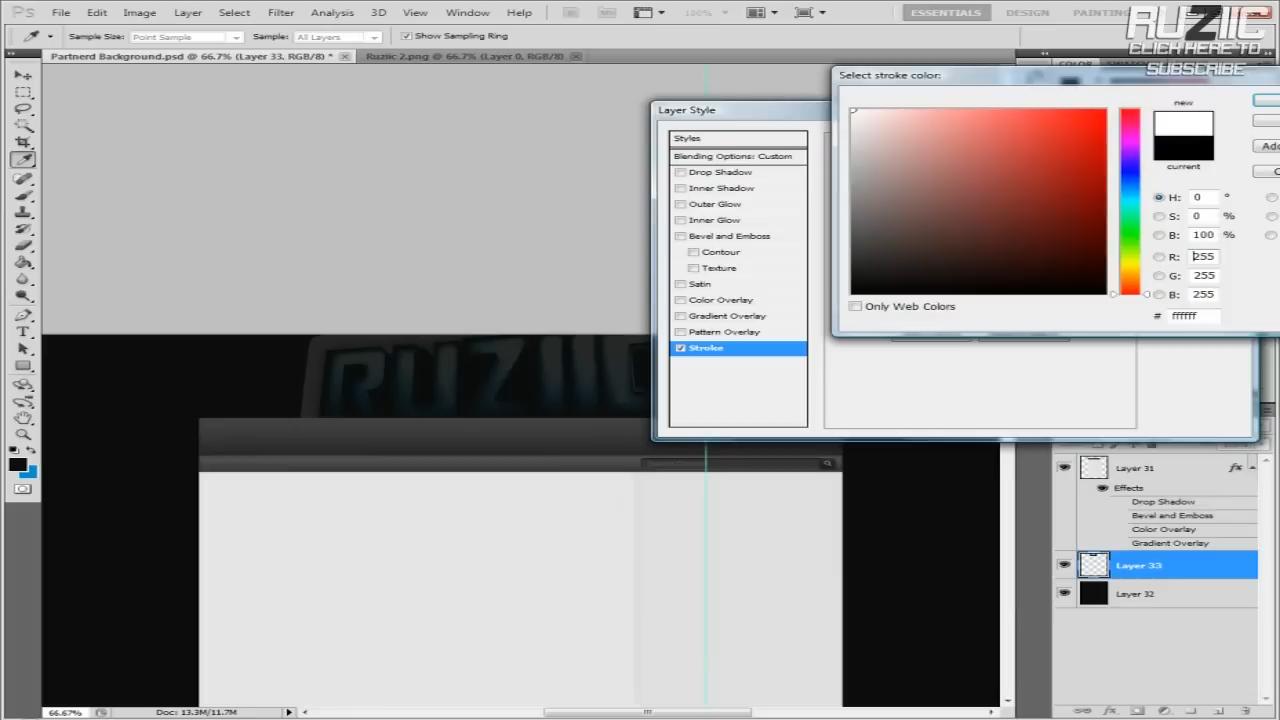 Ps File Edit Image Layer Select Filter Analysis 3D View Window Help 100% ESSENTIALS DESIGN PAINTING
RUZIIC
CLICK HERE TO
SUBSCRIBE
Sample Size: Point Sample Sample: All Layers Show Sampling Ring
Partnerd Background.psd @ 66.7% (Layer 33, RGB/8) * Ruziic 2.png @ 66.7% (Layer 0, RGB/8)
COLOR
Select stroke color:
new
current
H: 0 °
S: 0 %
B: 100 %
R: 255
G: 255
B: 255
# ffffff
Only Web Colors
Layer Style
Styles
Blending Options: Custom
Drop Shadow
Inner Shadow
Outer Glow
Inner Glow
Bevel and Emboss
Contour
Texture
Satin
Color Overlay
Gradient Overlay
Pattern Overlay
Stroke
RUZIIC
Layer 31 fx
Effects
Drop Shadow
Bevel and Emboss
Color Overlay
Gradient Overlay
Layer 33
Layer 32
66.67% Doc: 13.3M/11.7M